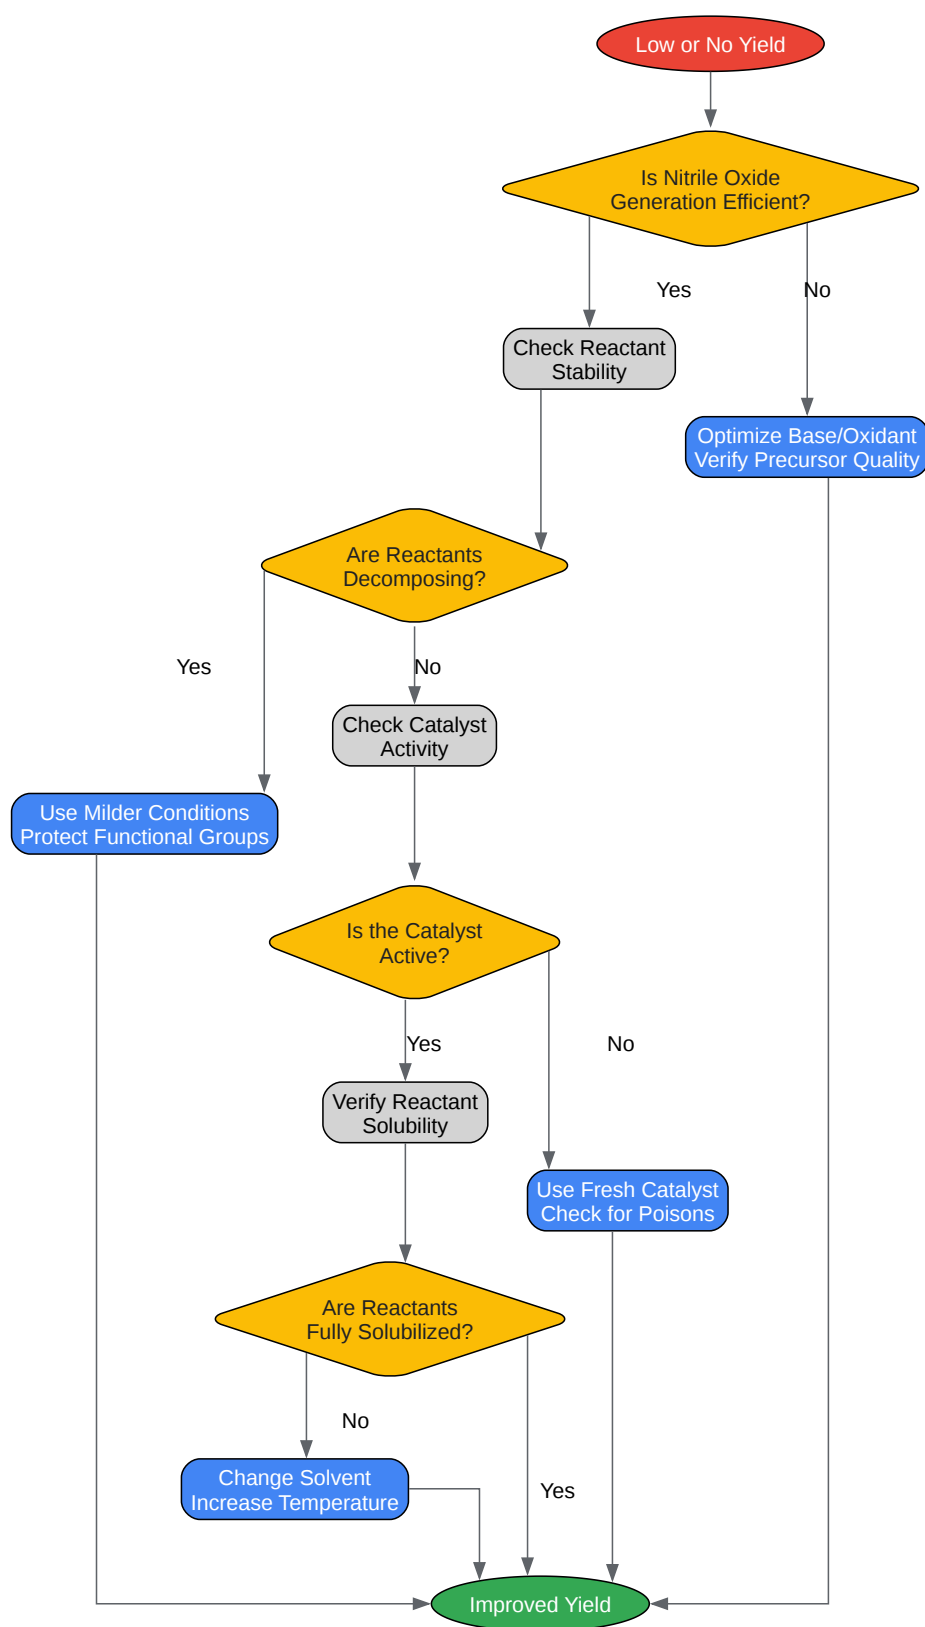 Low or No Yield
Is Nitrile Oxide
Generation Efficient?
Yes
No
Check Reactant
Stability
Optimize Base/Oxidant
Verify Precursor Quality
Are Reactants
Decomposing?
Yes
No
Check Catalyst
Activity
Use Milder Conditions
Protect Functional Groups
Is the Catalyst
Active?
Yes
No
Verify Reactant
Solubility
Use Fresh Catalyst
Check for Poisons
Are Reactants
Fully Solubilized?
No
Yes
Change Solvent
Increase Temperature
Improved Yield